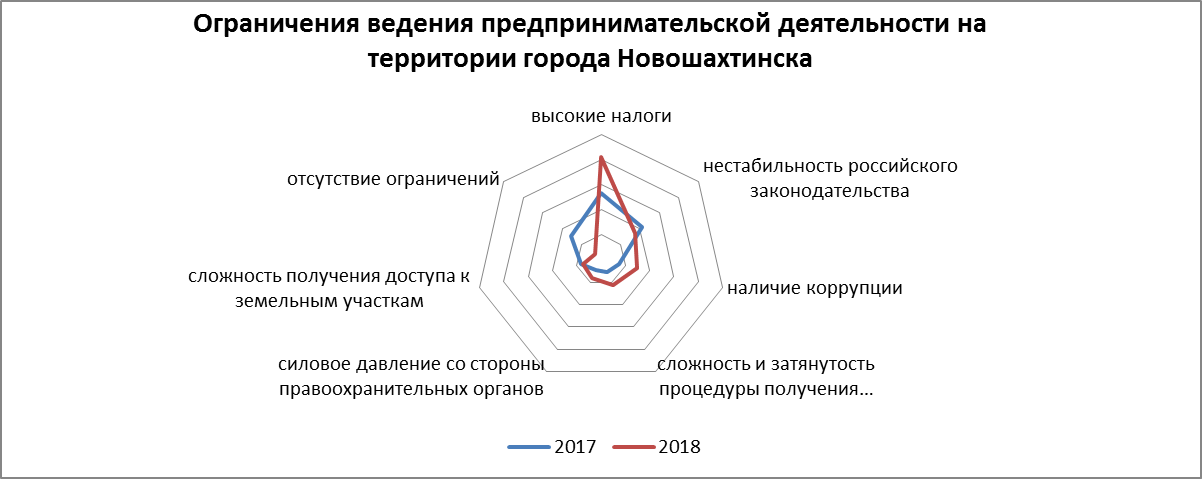 Ограничения ведения предпринимательской деятельности на
территории города Новошахтинска
высокие налоги
нестабильность российского
законодательства
наличие коррупции
сложность и затянутость
процедуры получения...
силовое давление со стороны
правоохранительных органов
сложность получения доступа к
земельным участкам
отсутствие ограничений
2017
2018